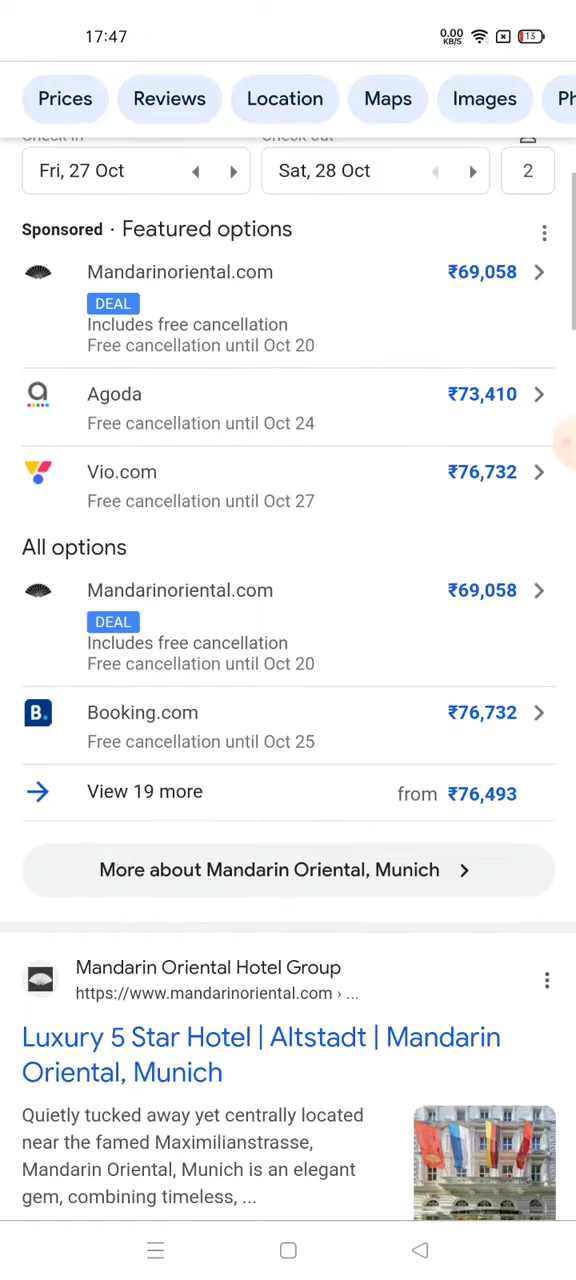 17:47
0.00
KB/S
13
Prices
Reviews
Location
Maps
Images
Check in
Check out
Fri, 27 Oct
Sat, 28 Oct
2
Sponsored · Featured options
Mandarinoriental.com
₹69,058
DEAL
Includes free cancellation
Free cancellation until Oct 20
Agoda
₹73,410
Free cancellation until Oct 24
Vio.com
₹76,732
Free cancellation until Oct 27
All options
Mandarinoriental.com
₹69,058
DEAL
Includes free cancellation
Free cancellation until Oct 20
B.
Booking.com
₹76,732
Free cancellation until Oct 25
View 19 more
from ₹76,493
More about Mandarin Oriental, Munich
Mandarin Oriental Hotel Group
https://www.mandarinoriental.com › ...
Luxury 5 Star Hotel | Altstadt | Mandarin
Oriental, Munich
Quietly tucked away yet centrally located
near the famed Maximilianstrasse,
Mandarin Oriental, Munich is an elegant
gem, combining timeless, ...